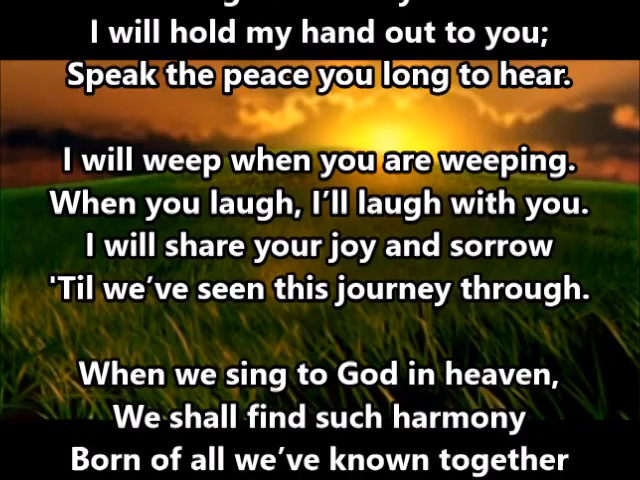 I will hold my hand out to you;
Speak the peace you long to hear.
I will weep when you are weeping.
When you laugh, I’ll laugh with you.
I will share your joy and sorrow
'Til we’ve seen this journey through.
When we sing to God in heaven,
We shall find such harmony
Born of all we’ve known together